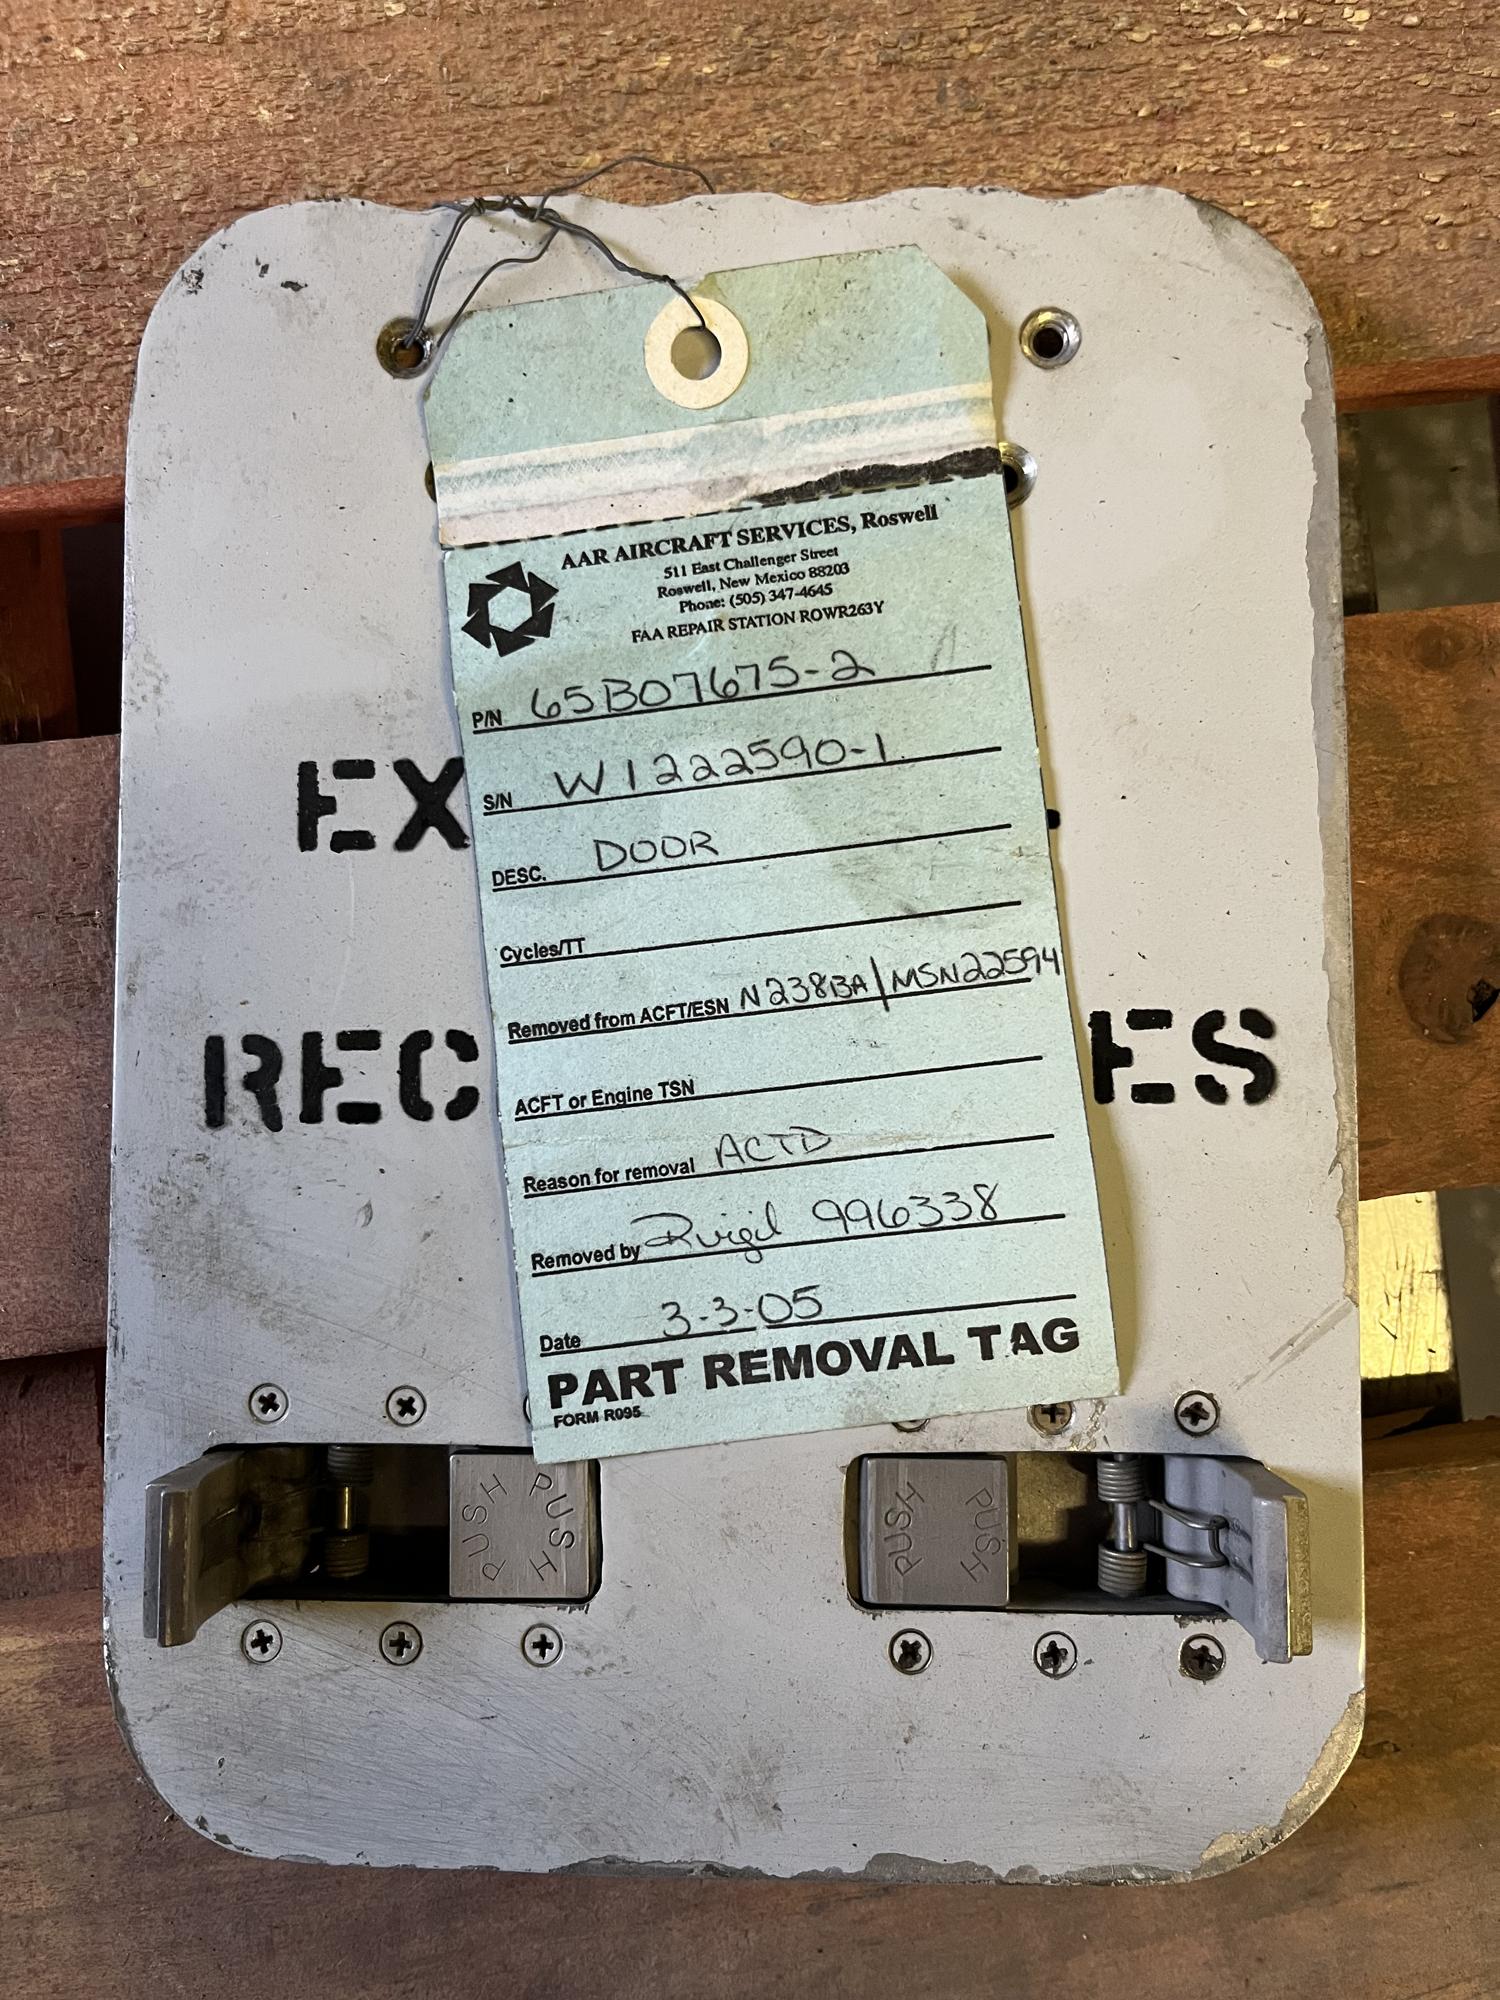 AAR AIRCRAFT SERVICES, Roswell
511 East Challenger Street
Roswell, New Mexico 88203
Phone: (505) 347-4645
FAA REPAIR STATION ROWR263Y
P/N 65B07675-2
S/N W1222590-1
DESC. DOOR
Cycles/TT
Removed from ACFT/ESN N238BA/MSN22594
ACFT or Engine TSN
Reason for removal ACTD
Removed by 996338
Date 3-3-05
PART REMOVAL TAG
FORM R095
EX
REC ES
PUSH PUSH PUSH PUSH